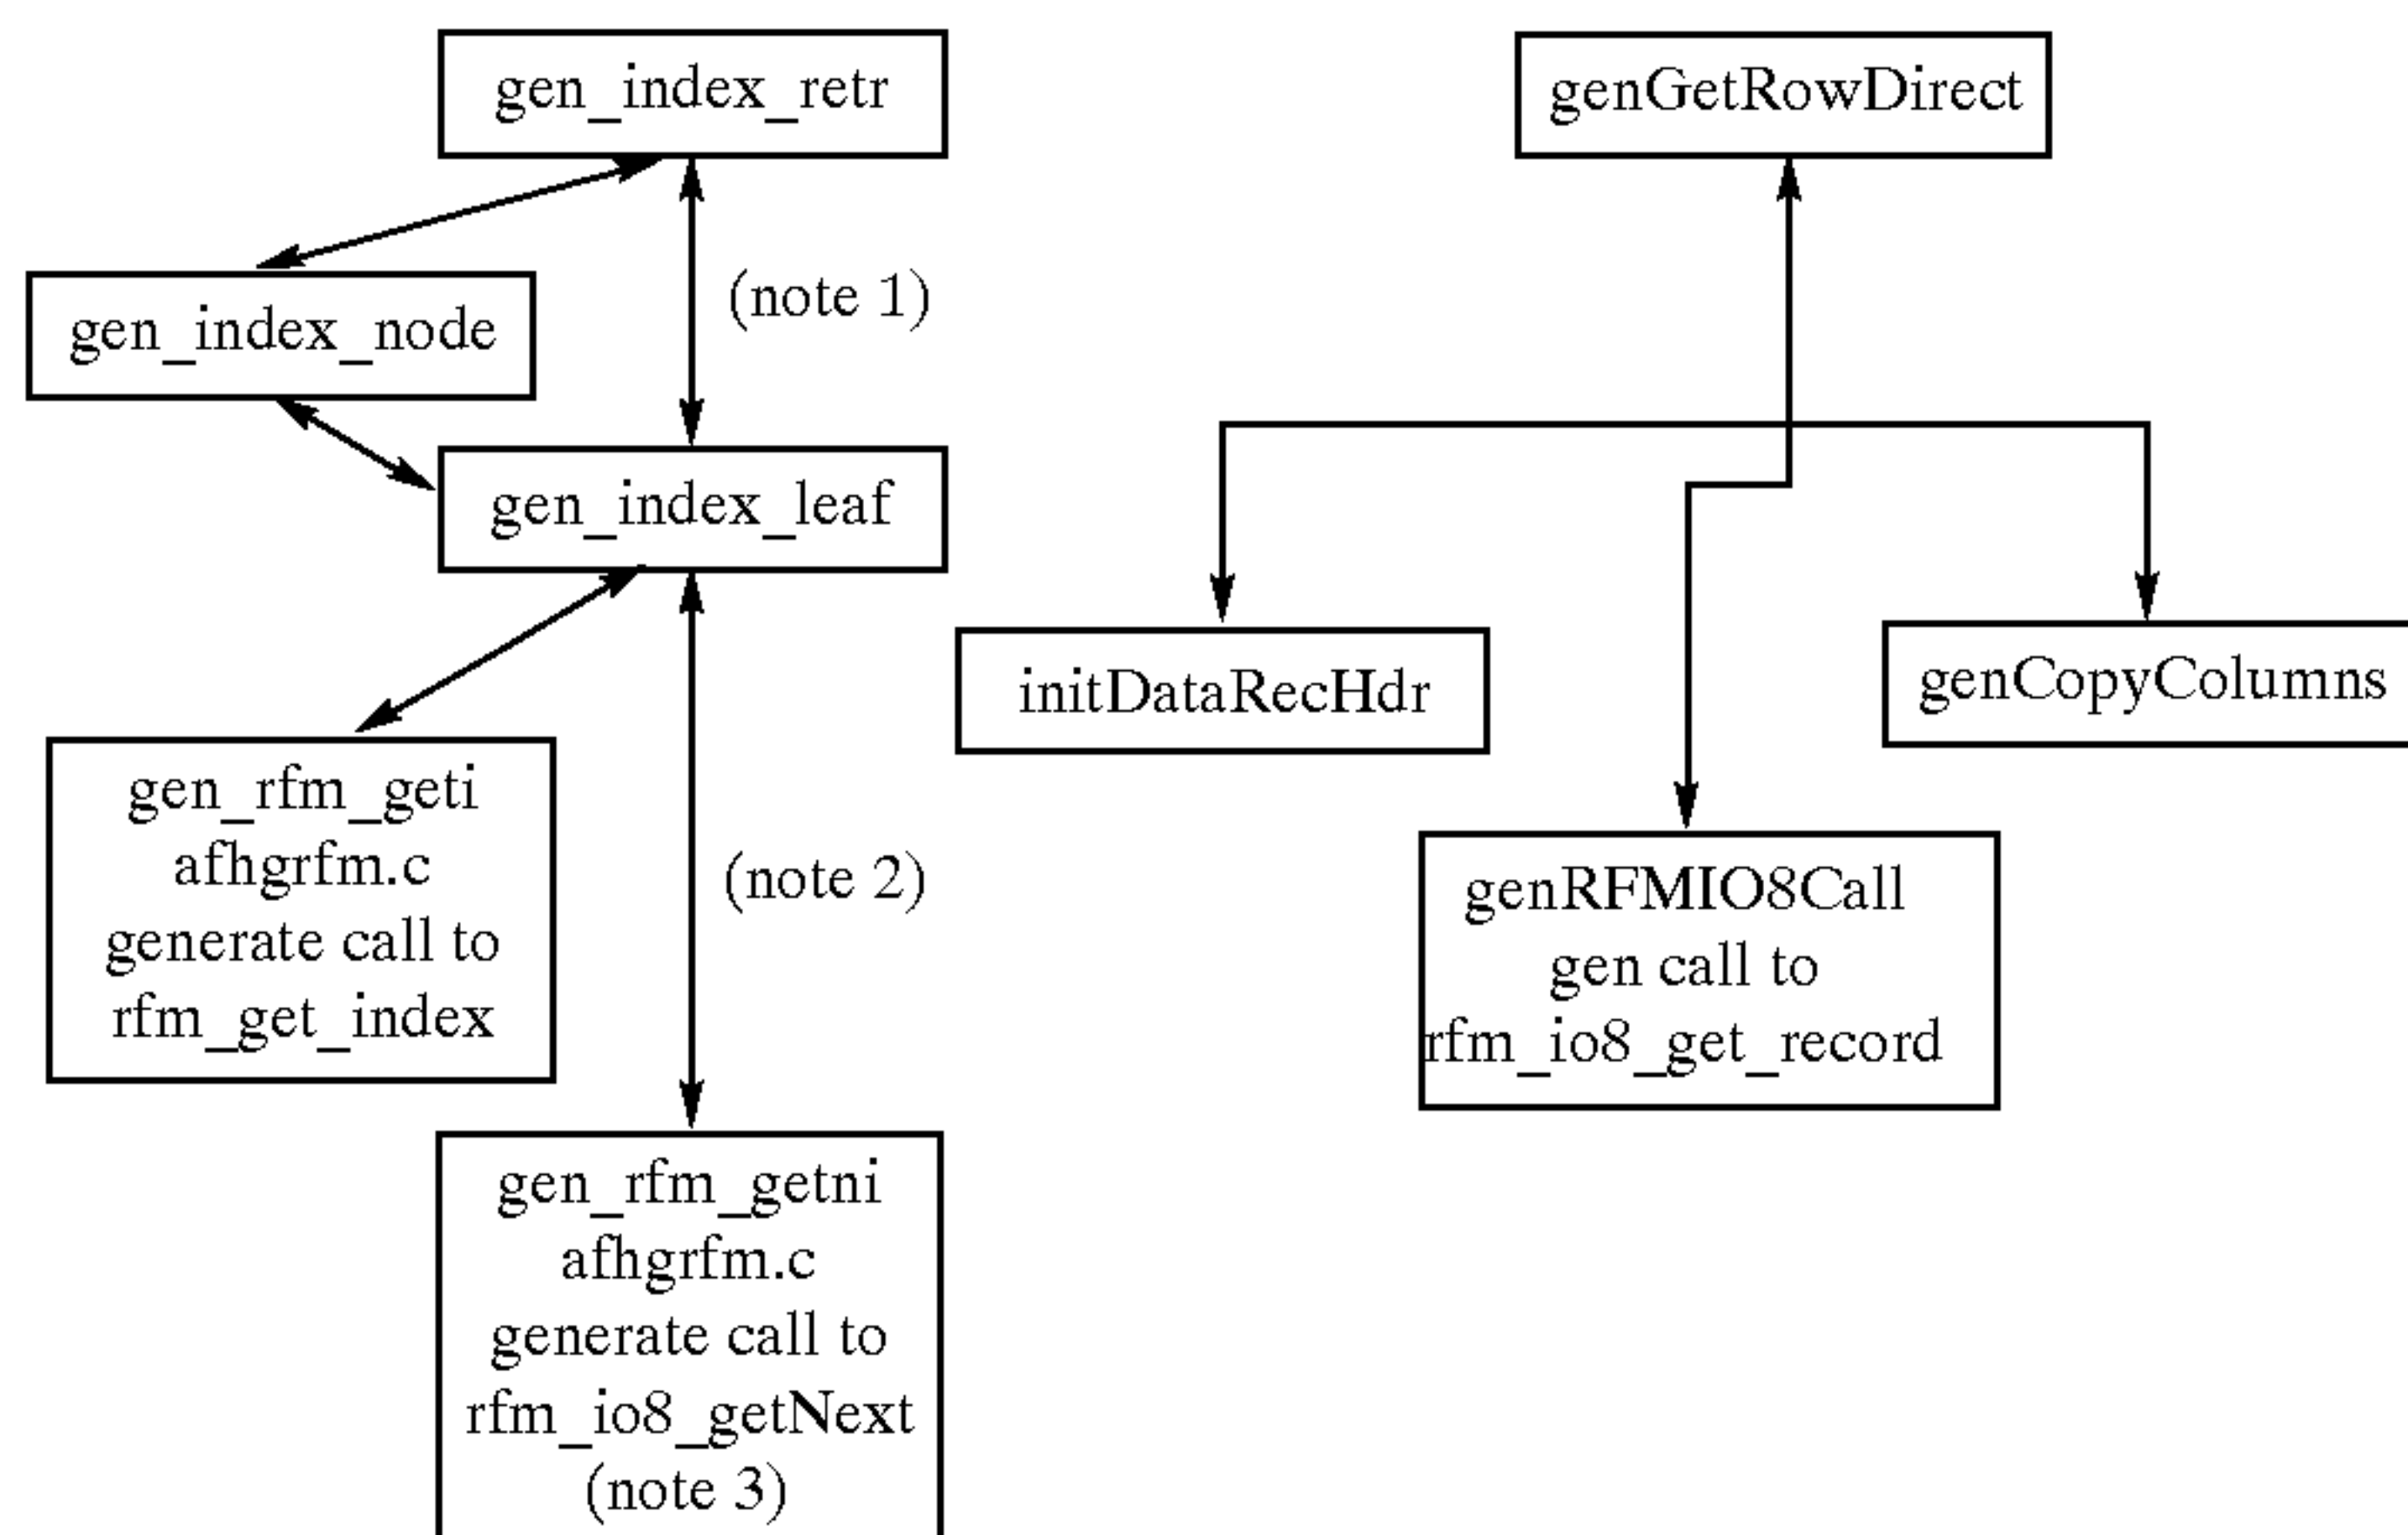 gen_index_retr
genGetRowDirect
gen_index_node
(note 1)
gen_index_leaf
initDataRecHdr
genCopyColumns
gen_rfm_geti
afhgrfm.c
generate call to
rfm_get_index
(note 2)
genRFMIO8Call
gen call to
rfm_io8_get_record
gen_rfm_getni
afhgrfm.c
generate call to
rfm_io8_getNext
(note 3)